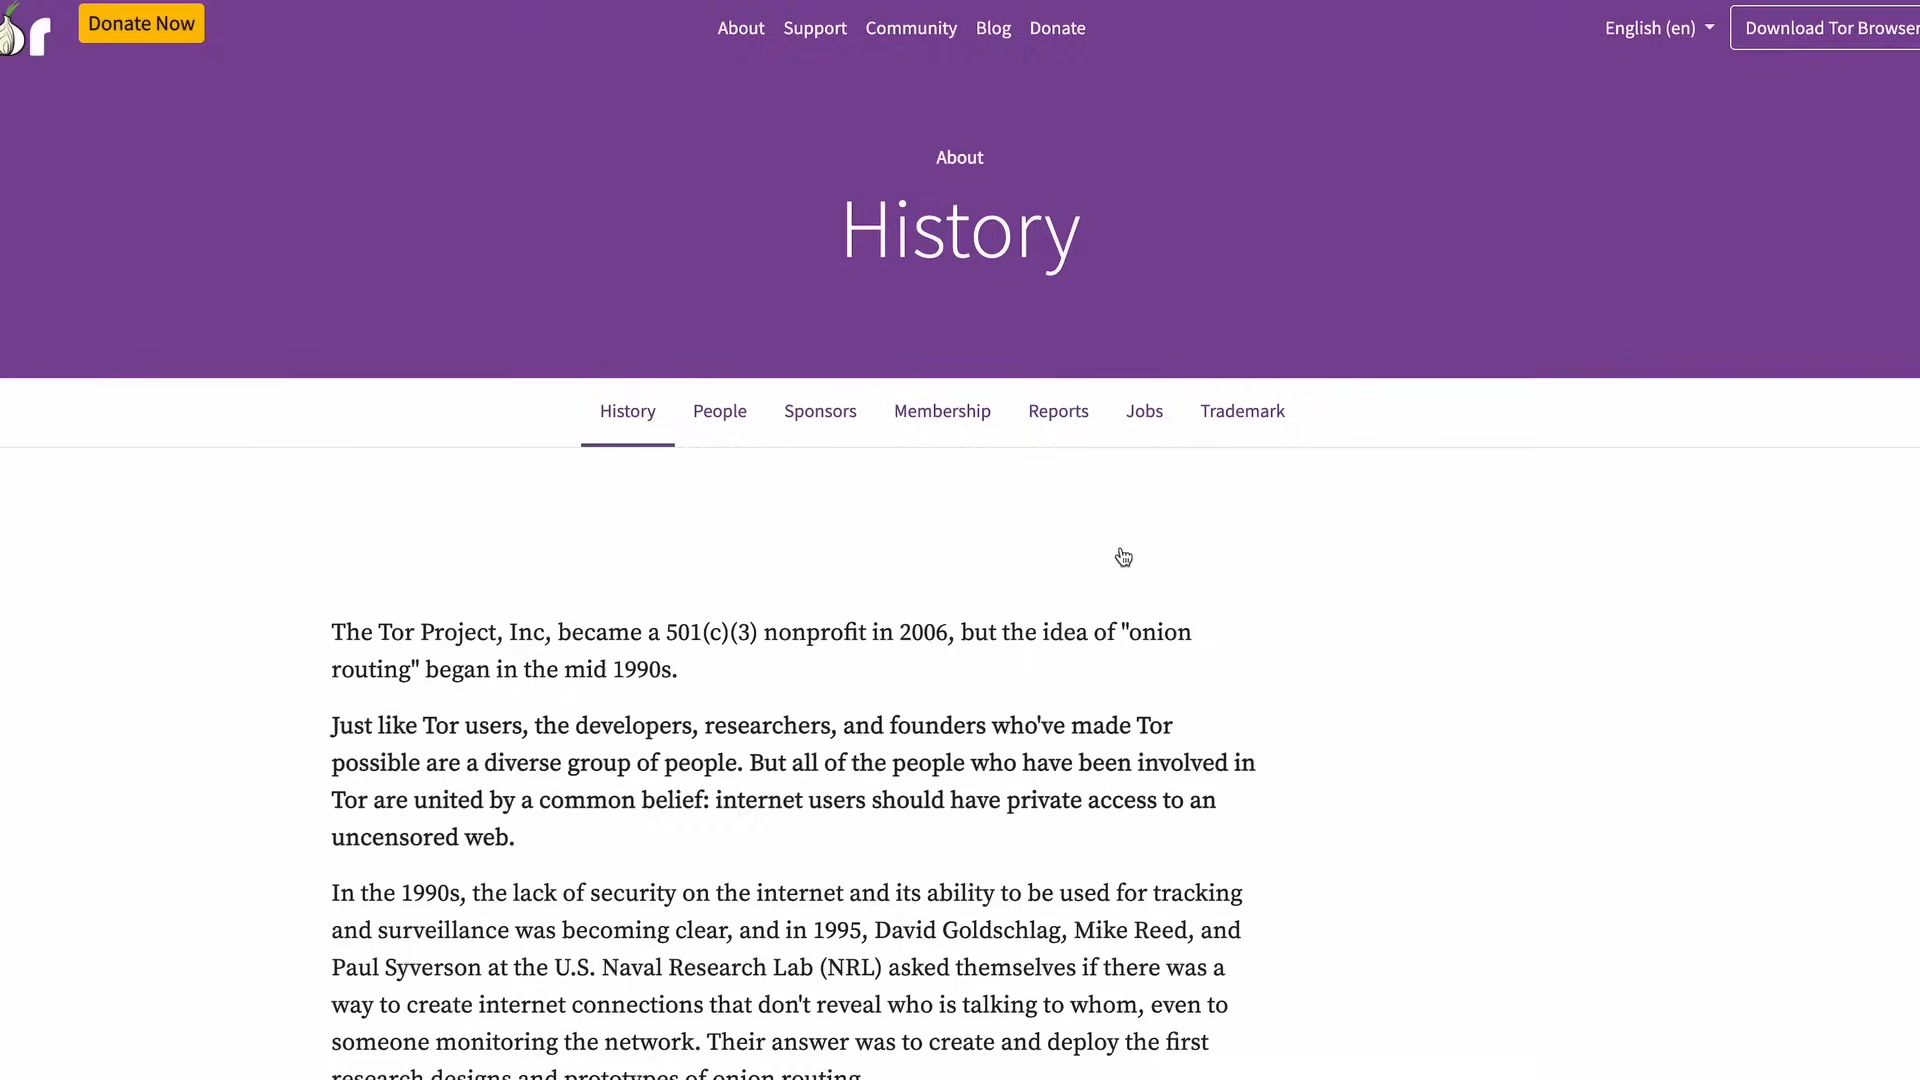 or
Donate Now
About Support Community Blog Donate
English (en)
Download Tor Browser
About
History
History People Sponsors Membership Reports Jobs Trademark
The Tor Project, Inc, became a 501(c)(3) nonprofit in 2006, but the idea of "onion
routing" began in the mid 1990s.
Just like Tor users, the developers, researchers, and founders who've made Tor
possible are a diverse group of people. But all of the people who have been involved in
Tor are united by a common belief: internet users should have private access to an
uncensored web.
In the 1990s, the lack of security on the internet and its ability to be used for tracking
and surveillance was becoming clear, and in 1995, David Goldschlag, Mike Reed, and
Paul Syverson at the U.S. Naval Research Lab (NRL) asked themselves if there was a
way to create internet connections that don't reveal who is talking to whom, even to
someone monitoring the network. Their answer was to create and deploy the first
research designs and prototypes of onion routing.